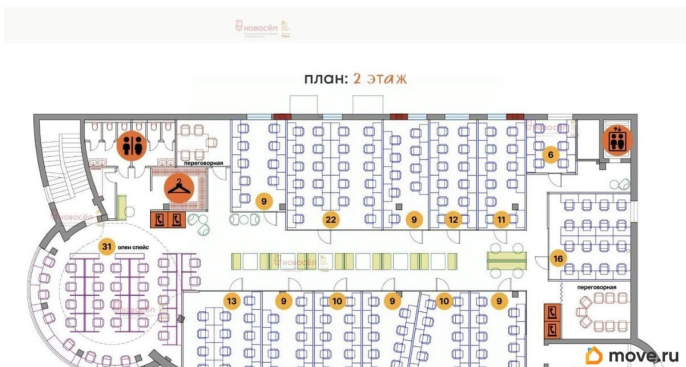 новосёл
план: 2 этаж
переговорная
6
9
22
9
12
11
31 опен спейс
16
новосёл
переговорная
13
9
10
9
10
9
move.ru